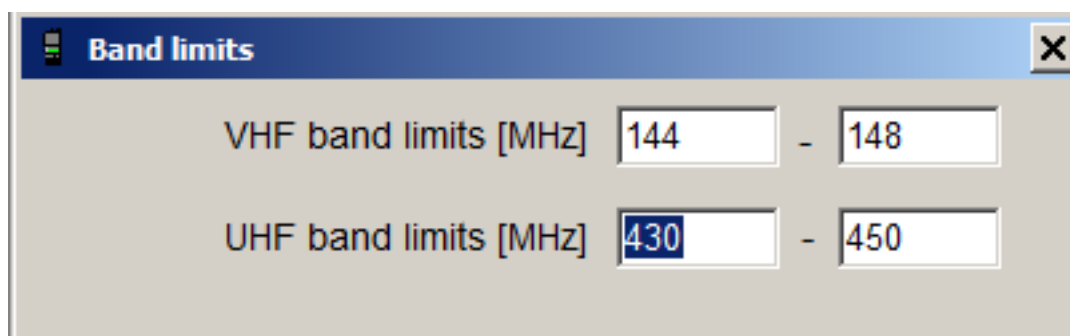 Band limits
VHF band limits [MHz] 144 - 148
UHF band limits [MHz] 430 - 450